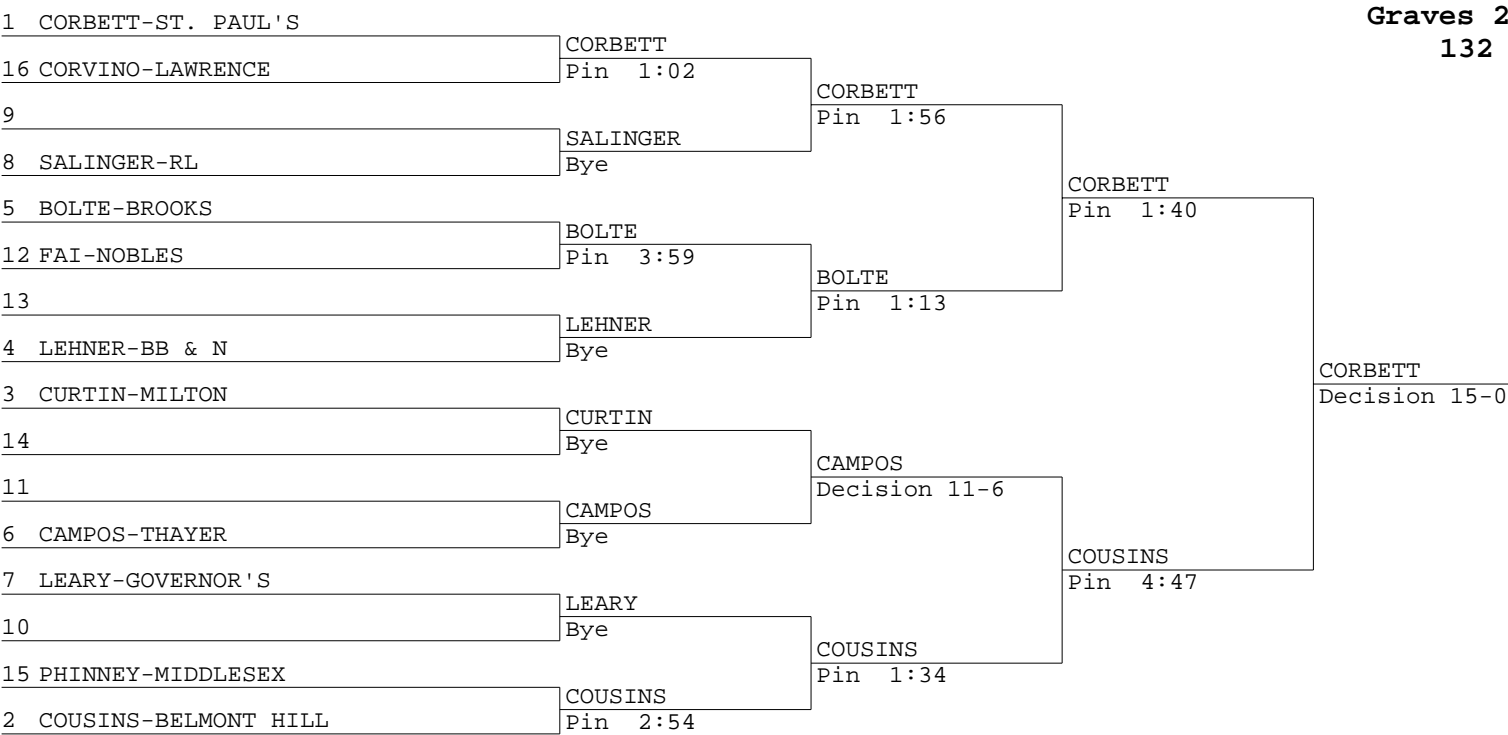 Graves 2
132
1 CORBETT-ST. PAUL'S
16 CORVINO-LAWRENCE
9
8 SALINGER-RL
5 BOLTE-BROOKS
12 FAI-NOBLES
13
4 LEHNER-BB & N
3 CURTIN-MILTON
14
11
6 CAMPOS-THAYER
7 LEARY-GOVERNOR'S
10
15 PHINNEY-MIDDLESEX
2 COUSINS-BELMONT HILL
CORBETT
Pin 1:02
SALINGER
Bye
BOLTE
Pin 3:59
LEHNER
Bye
CURTIN
Bye
CAMPOS
Bye
LEARY
Bye
COUSINS
Pin 2:54
CORBETT
Pin 1:56
BOLTE
Pin 1:13
CAMPOS
Decision 11-6
COUSINS
Pin 1:34
CORBETT
Pin 1:40
COUSINS
Pin 4:47
CORBETT
Decision 15-0